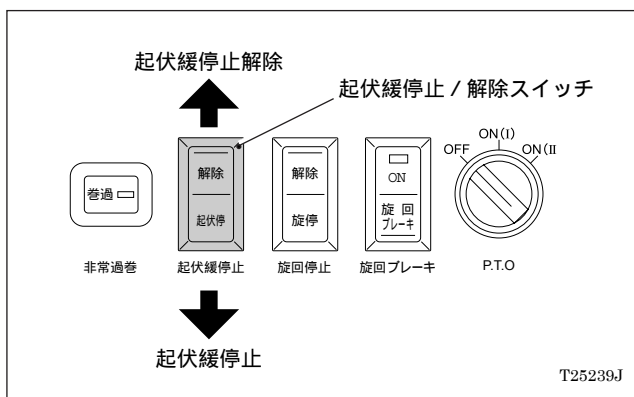 起伏緩停止解除
起伏緩停止 / 解除スイッチ
巻過
解除
起伏停
解除
旋停
ON
旋 回
ブレーキ
OFF
ON(I)
ON(II
非常過巻
起伏緩停止
旋回停止
旋回ブレーキ
P.T.O
起伏緩停止
T25239J